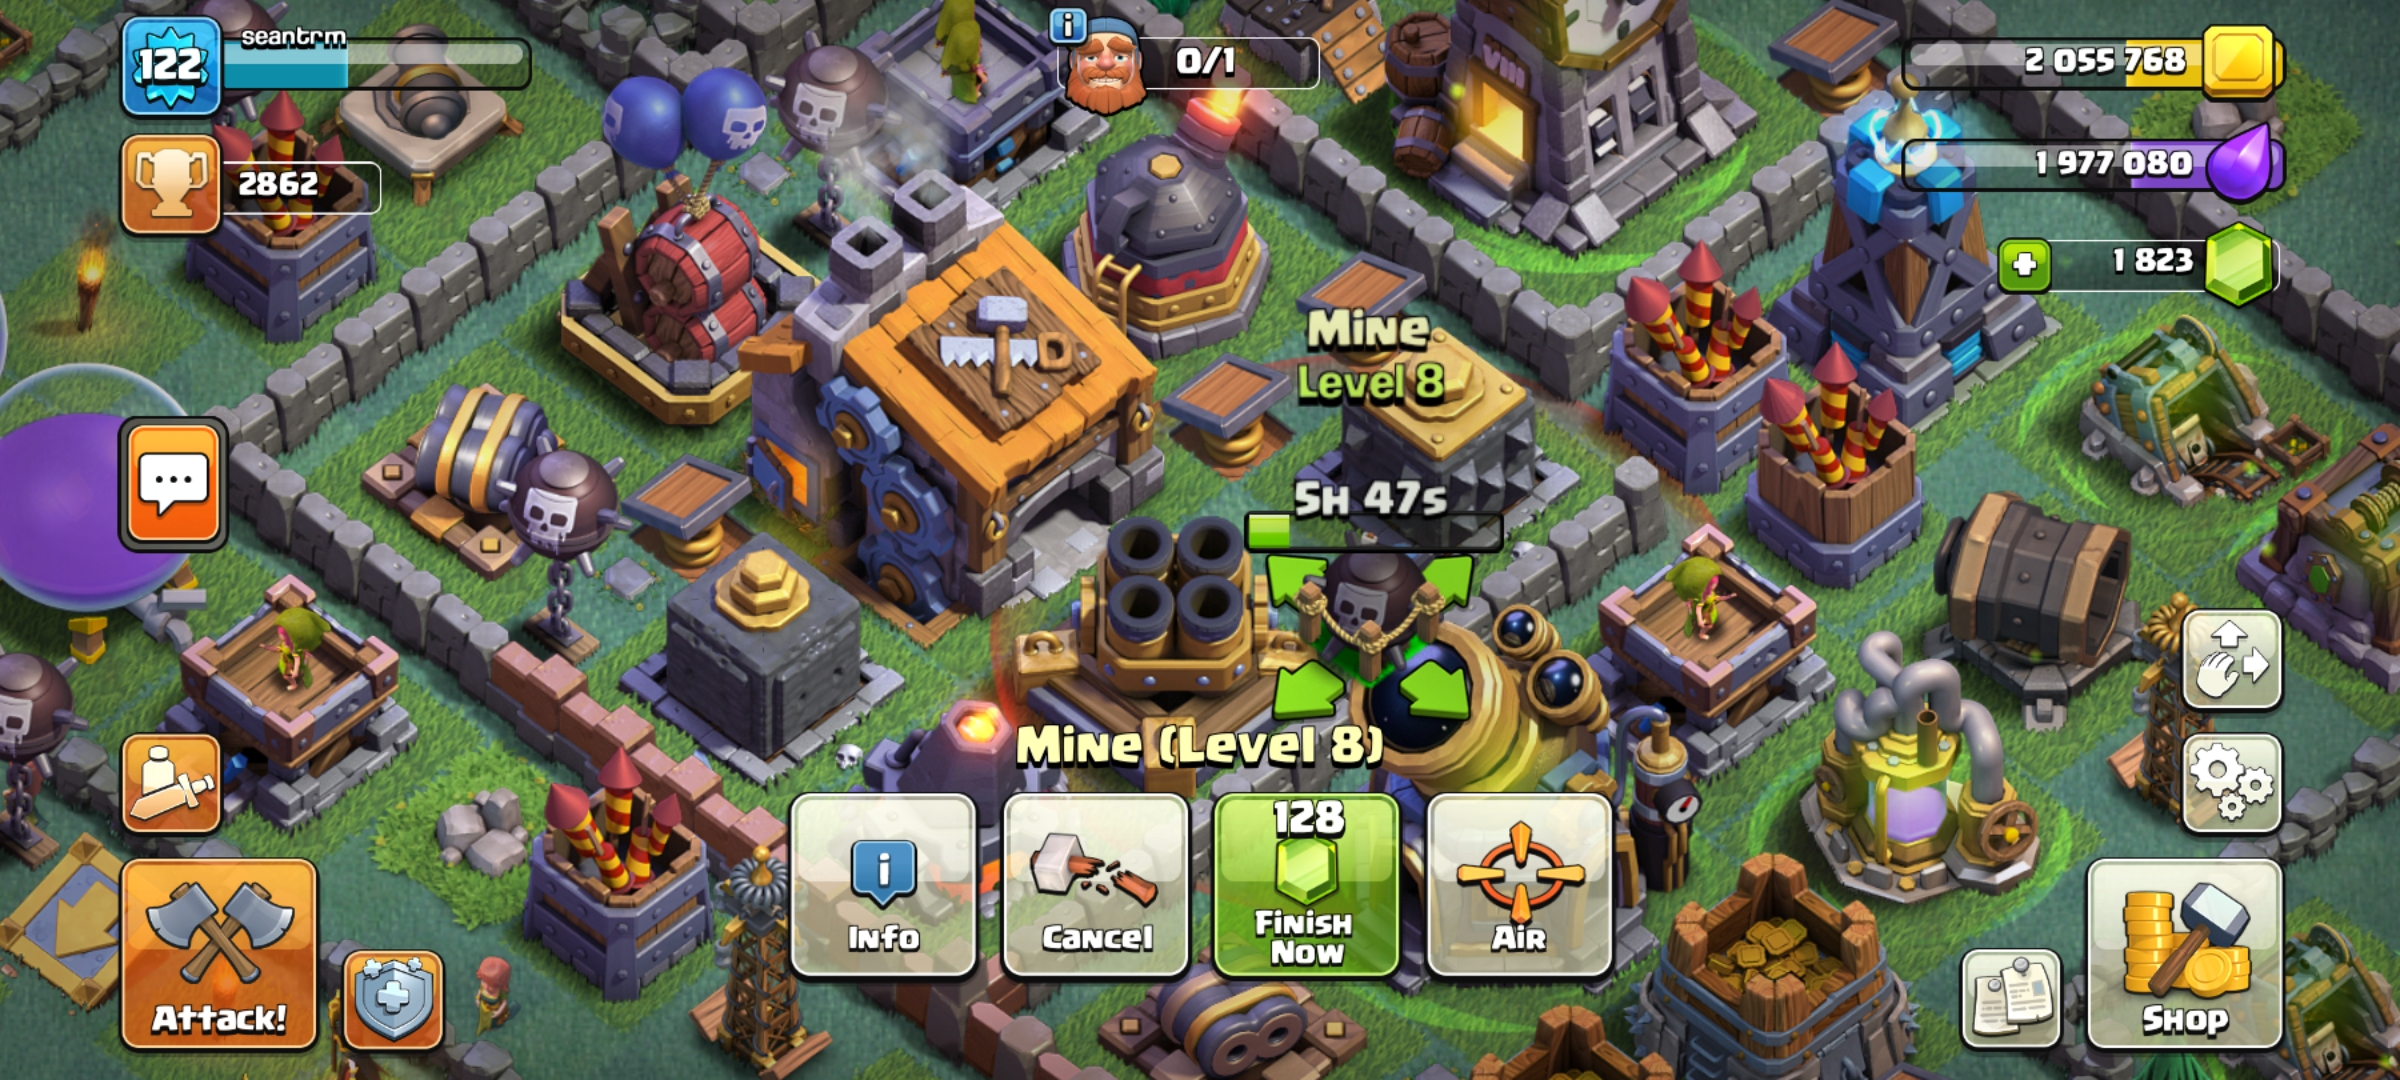 122
seantrm
0/1
2 055 768
2862
1 977 080
1 823
VIII
Mine
Level 8
5H 47s
Mine (Level 8)
Info
Cancel
128
Finish
Now
Air
Attack!
Shop